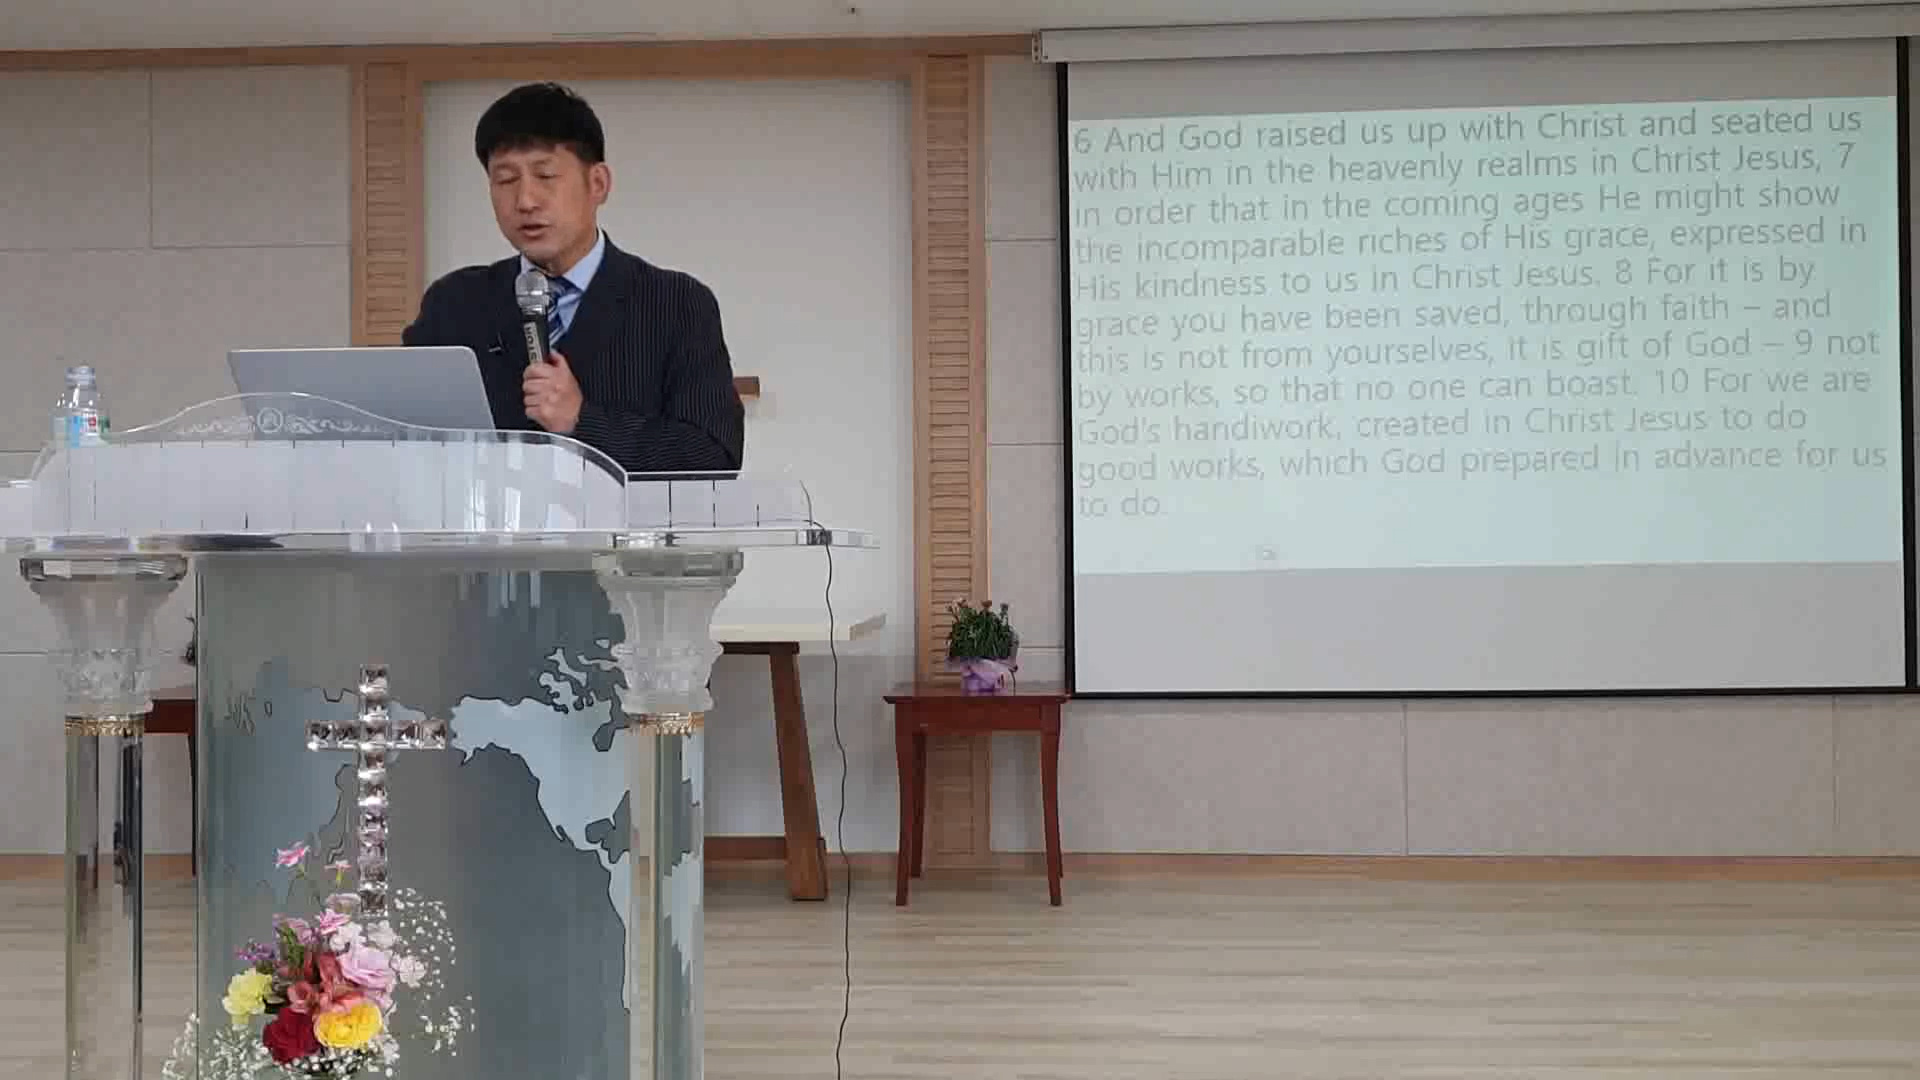 6 And God raised us up with Christ and seated us
with Him in the heavenly realms in Christ Jesus, 7
in order that in the coming ages He might show
the incomparable riches of His grace, expressed in
His kindness to us in Christ Jesus. 8 For it is by
grace you have been saved, through faith – and
this is not from yourselves, it is gift of God – 9 not
by works, so that no one can boast. 10 For we are
God's handiwork, created in Christ Jesus to do
good works, which God prepared in advance for us
to do.